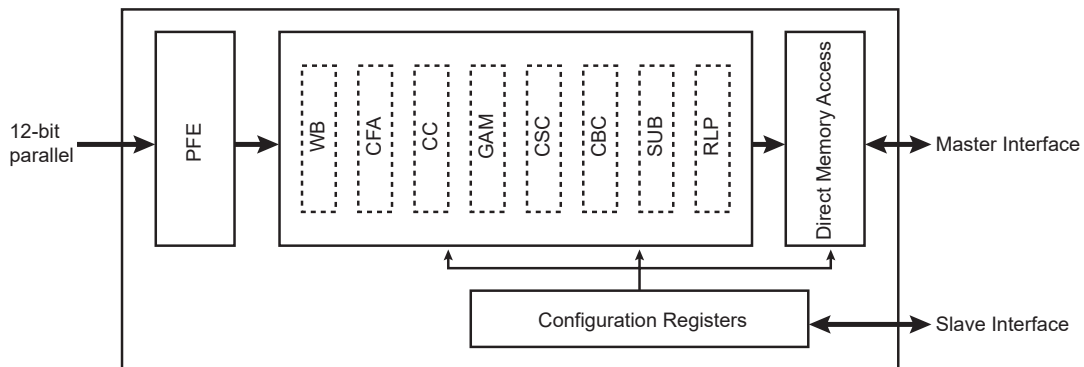 12-bit
parallel
PFE
WB
CFA
CC
GAM
CSC
CBC
SUB
RLP
Direct Memory Access
Master Interface
Configuration Registers
Slave Interface